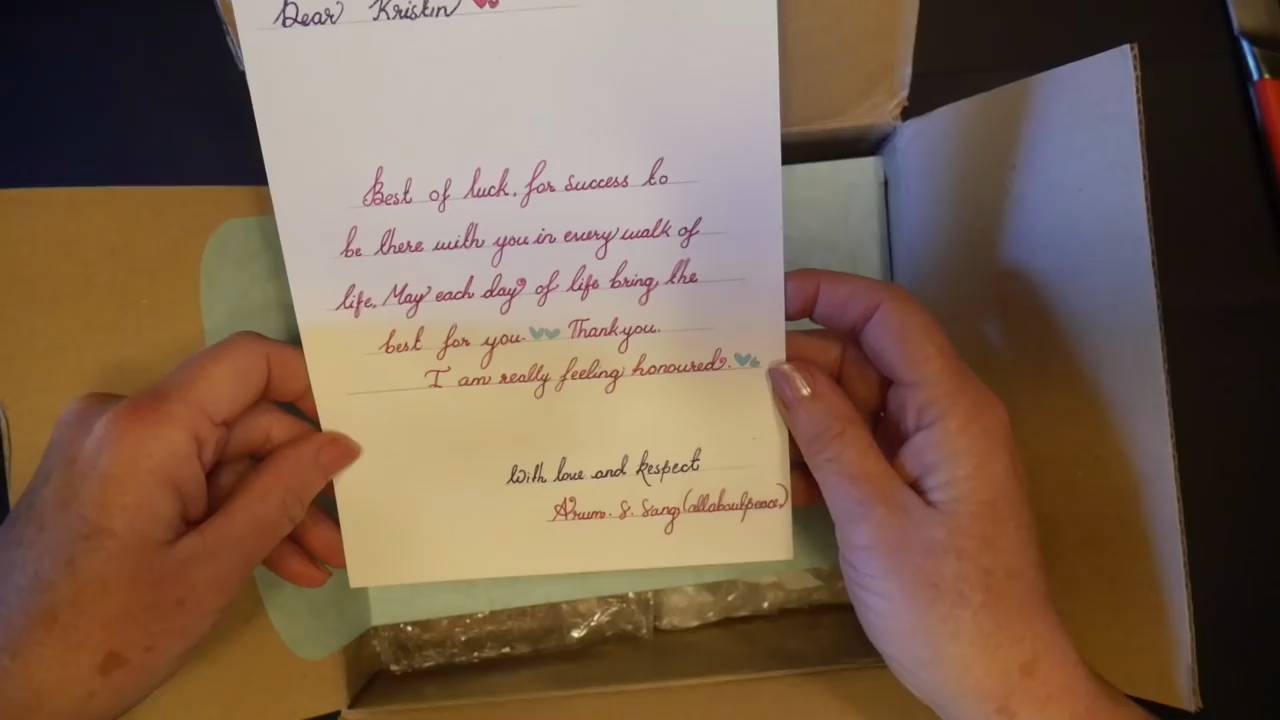 Dear Kristin
Best of luck. for success to
be there with you in every walk of
life. May each day of life bring the
best for you. Thankyou.
I am really feeling honoured.
With love and Respect
Arum. S. Sang (allaboutpeace)